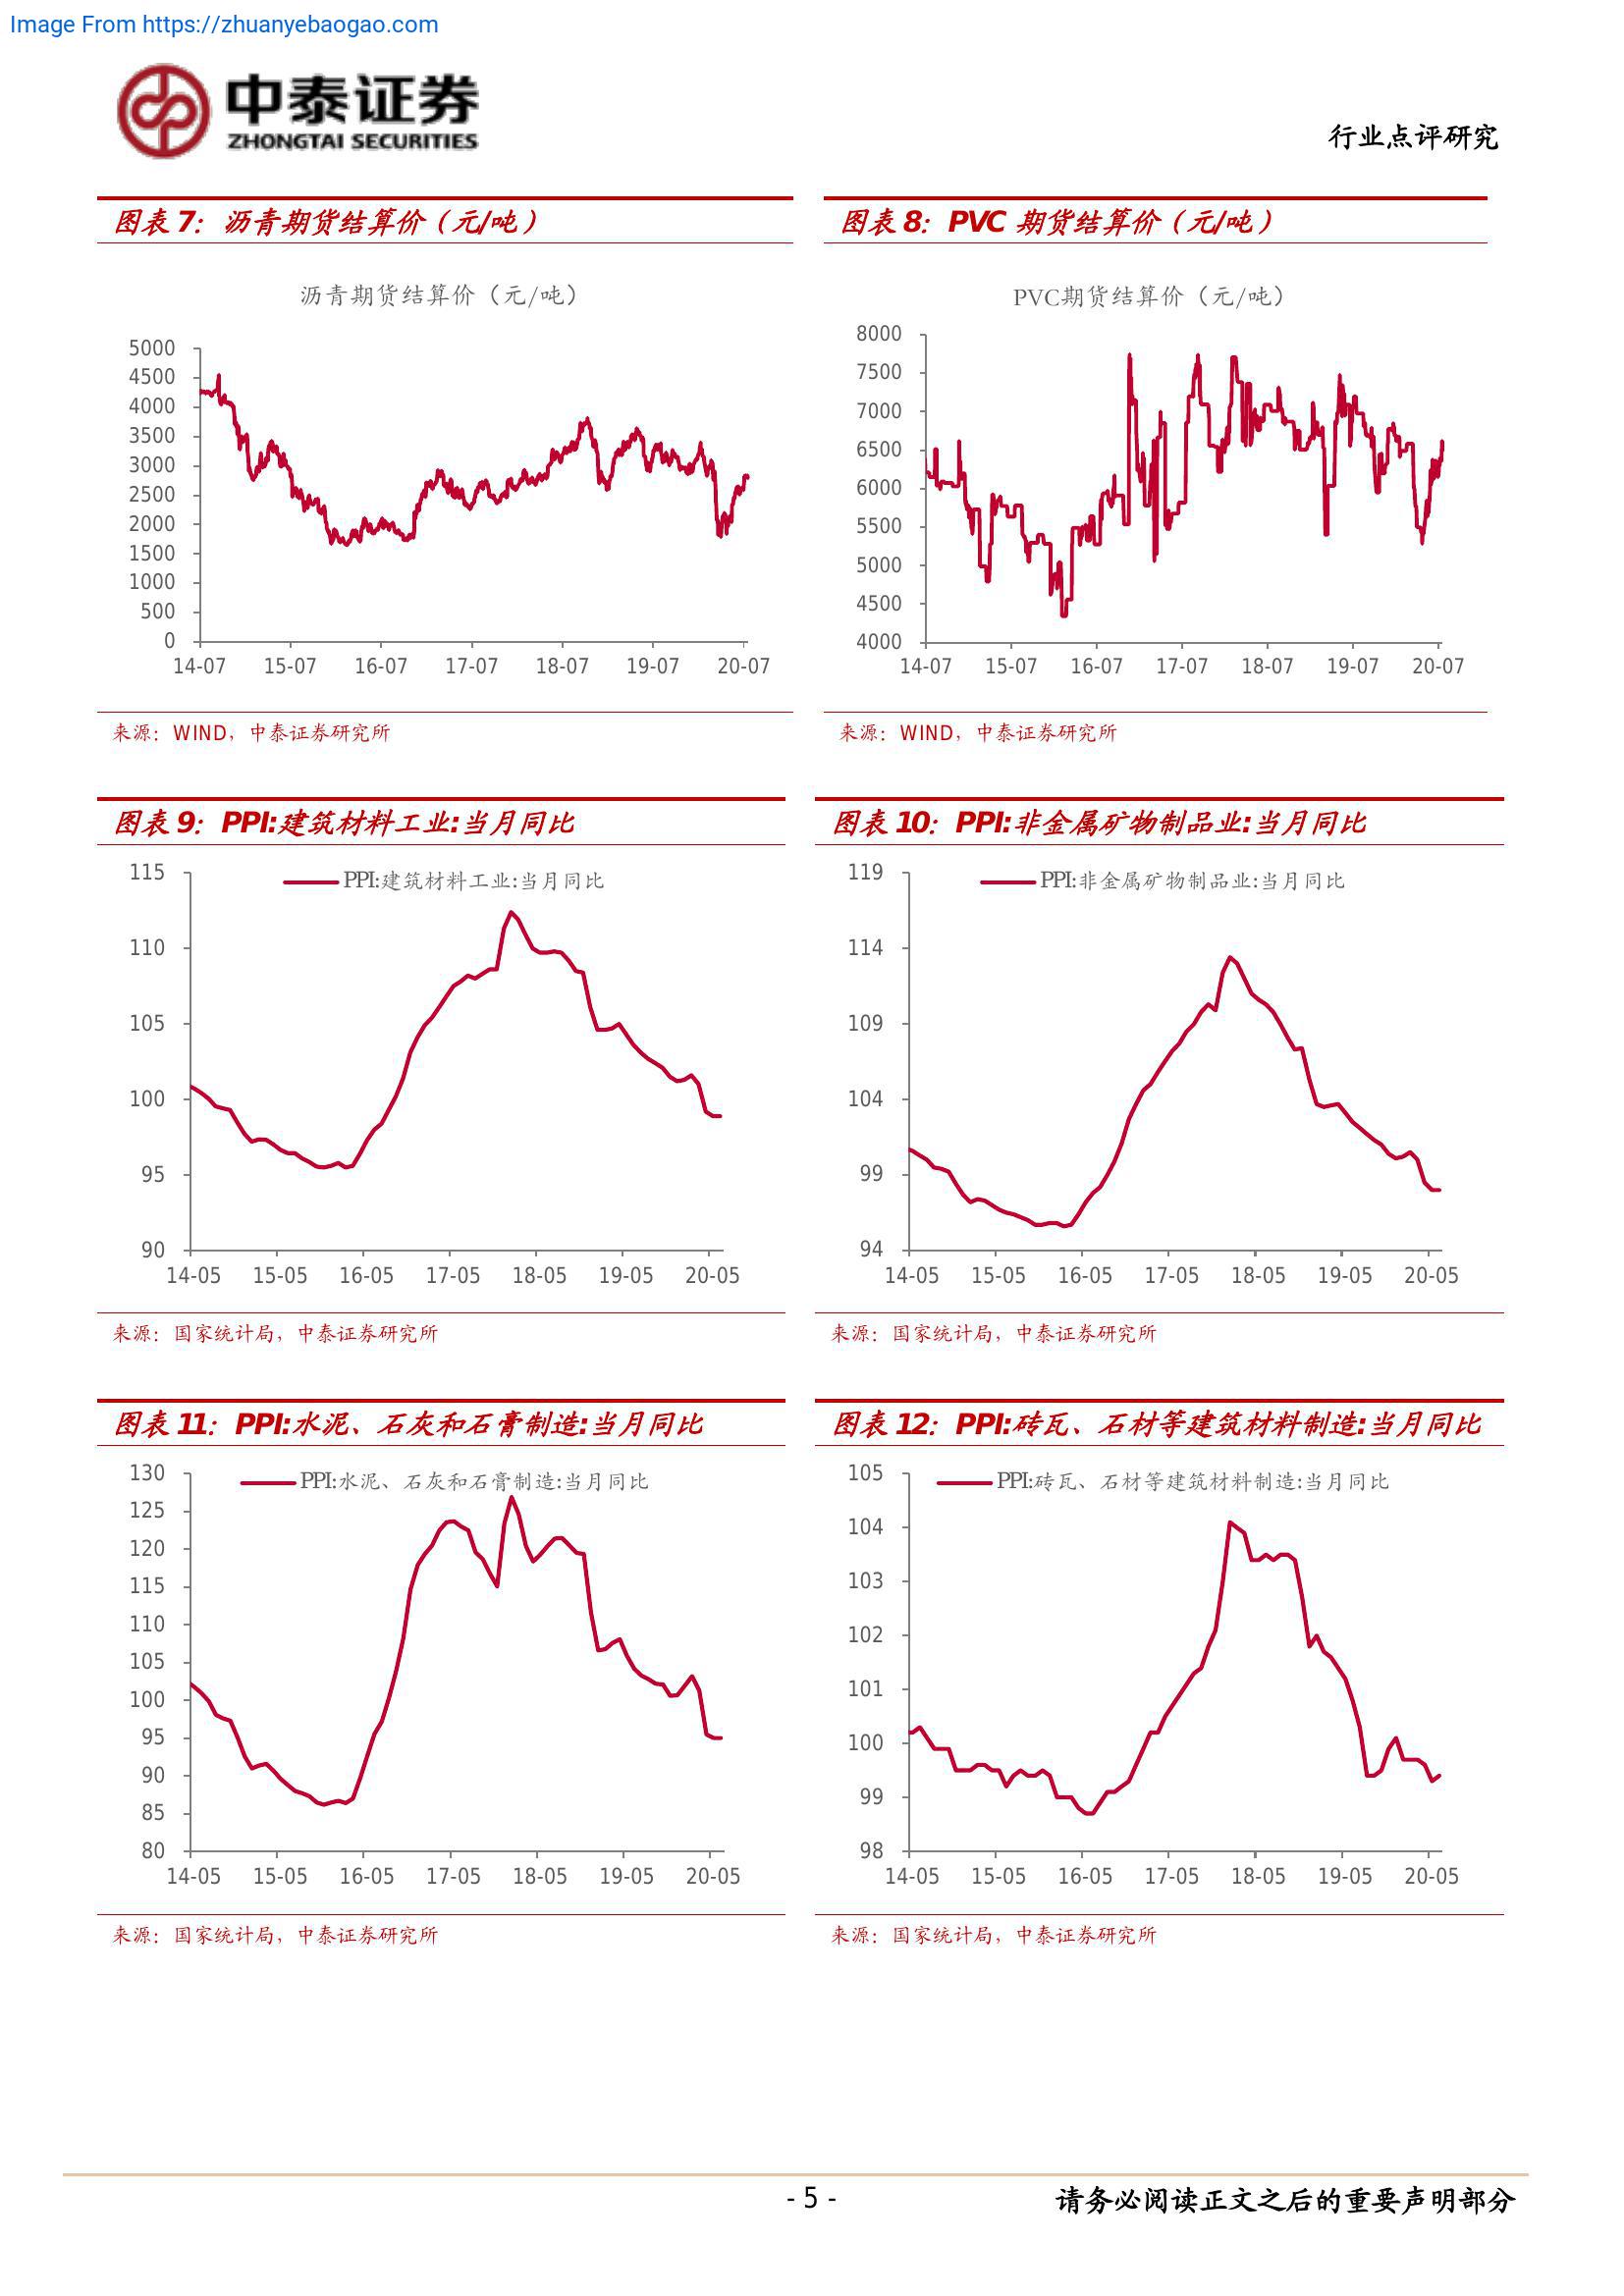 Image From https://zhuanyebaogao.com
中泰证券
ZHONGTAI SECURITIES
行业点评研究
图表 7：沥青期货结算价（元/吨）
沥青期货结算价（元/吨）
5000
4500
4000
3500
3000
2500
2000
1500
1000
500
0
14-07 15-07 16-07 17-07 18-07 19-07 20-07
来源：WIND，中泰证券研究所
图表 8：PVC 期货结算价（元/吨）
PVC期货结算价（元/吨）
8000
7500
7000
6500
6000
5500
5000
4500
4000
14-07 15-07 16-07 17-07 18-07 19-07 20-07
来源：WIND，中泰证券研究所
图表 9：PPI:建筑材料工业:当月同比
PPI:建筑材料工业:当月同比
115
110
105
100
95
90
14-05 15-05 16-05 17-05 18-05 19-05 20-05
来源：国家统计局，中泰证券研究所
图表 10：PPI:非金属矿物制品业:当月同比
PPI:非金属矿物制品业:当月同比
119
114
109
104
99
94
14-05 15-05 16-05 17-05 18-05 19-05 20-05
来源：国家统计局，中泰证券研究所
图表 11：PPI:水泥、石灰和石膏制造:当月同比
PPI:水泥、石灰和石膏制造:当月同比
130
125
120
115
110
105
100
95
90
85
80
14-05 15-05 16-05 17-05 18-05 19-05 20-05
来源：国家统计局，中泰证券研究所
图表 12：PPI:砖瓦、石材等建筑材料制造:当月同比
PPI:砖瓦、石材等建筑材料制造:当月同比
105
104
103
102
101
100
99
98
14-05 15-05 16-05 17-05 18-05 19-05 20-05
来源：国家统计局，中泰证券研究所
- 5 -
请务必阅读正文之后的重要声明部分